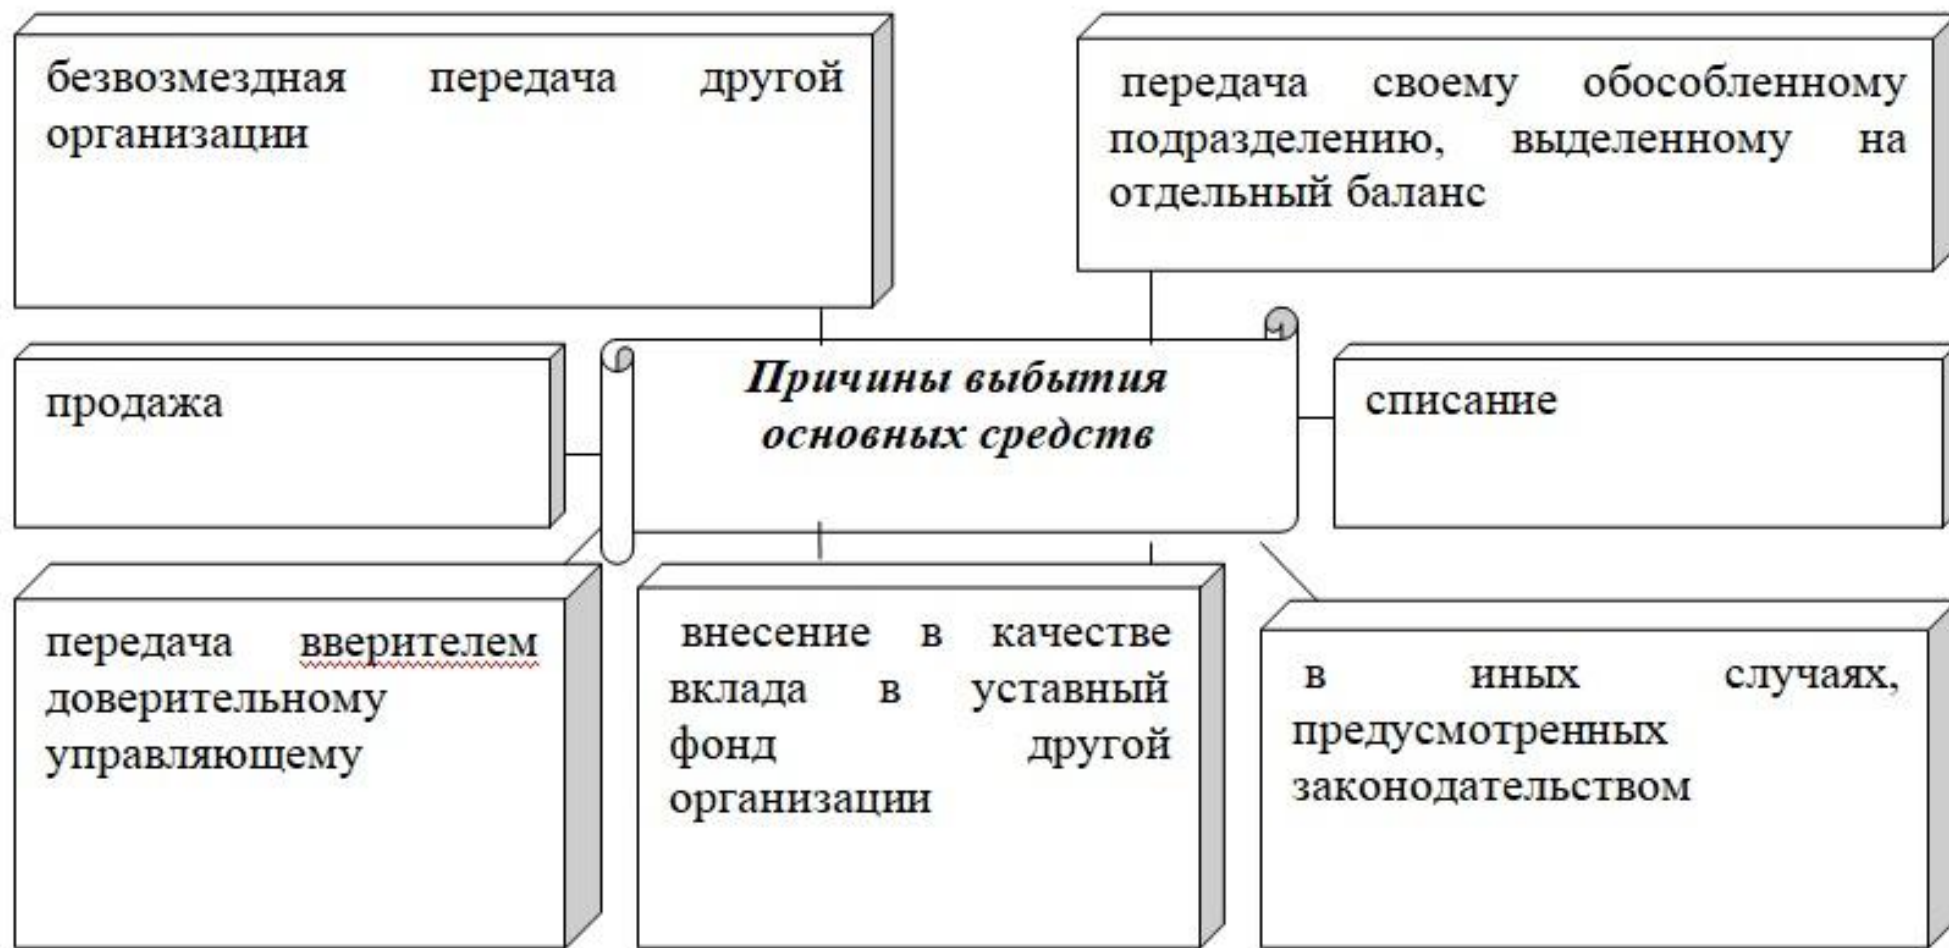 безвозмездная передача другой
организации
передача своему обособленному
подразделению, выделенному на
отдельный баланс
продажа
Причины выбытия
основных средств
списание
передача вверителем
доверительному
управляющему
внесение в качестве
вклада в уставный
фонд другой
организации
в иных случаях,
предусмотренных
законодательством